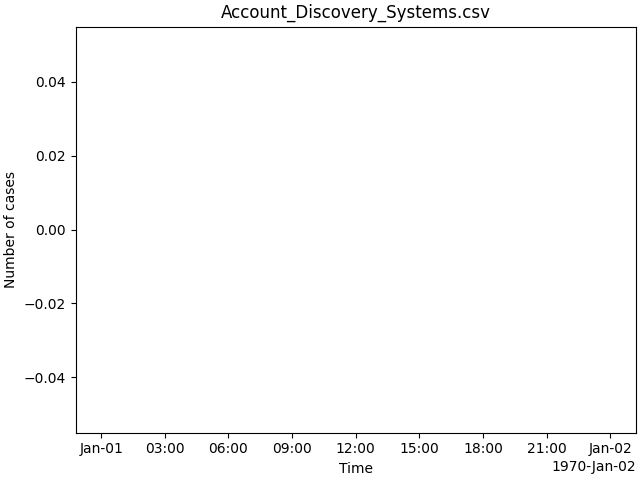 Account_Discovery_Systems.csv
Number of cases
0.04
0.02
0.00
−0.02
−0.04
Jan-01 03:00 06:00 09:00 12:00 15:00 18:00 21:00 Jan-02
1970-Jan-02
Time